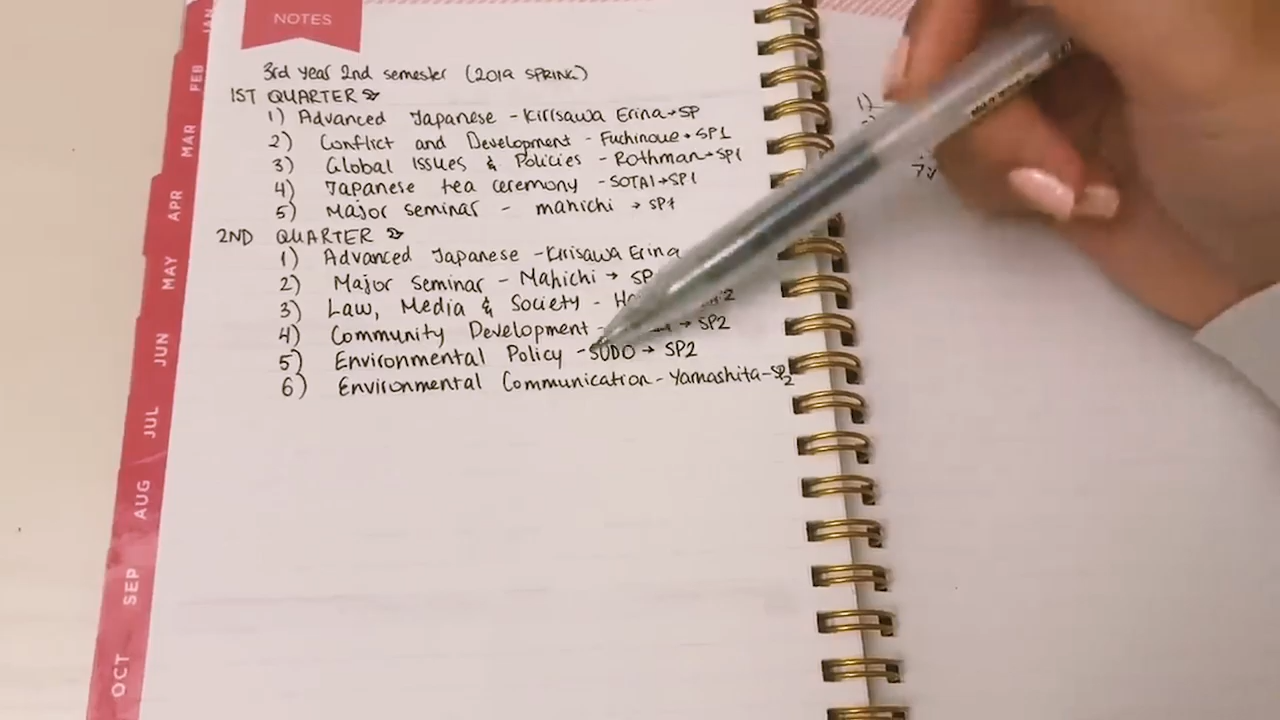 NOTES
3rd year 2nd semester (2019 SPRING)
1ST QUARTER
1) Advanced Japanese - Kirisawa Erina → SP
2) Conflict and Development - Fuchinoue → SP1
3) Global Issues & Policies - Rothman → SP1
4) Japanese tea ceremony - SOTAI → SP1
5) Major seminar - mahichi → SP1
2ND QUARTER
1) Advanced Japanese - Kirisawa Erina
2) Major Seminar - Mahichi → SP
3) Law, Media & Society -
4) Community Development - → SP2
5) Environmental Policy - SUDO → SP2
6) Environmental Communication - Yamashita - SP2
JAN
FEB
MAR
APR
MAY
JUN
JUL
AUG
SEP
OCT